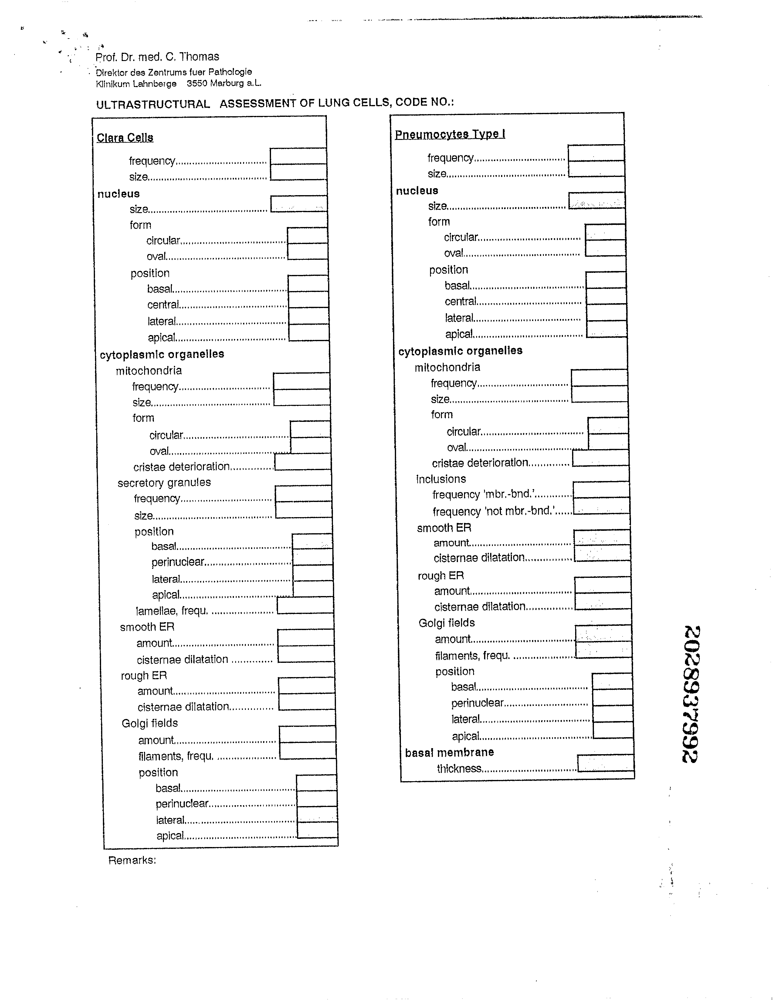 Prof. Dr. med. C. Thomas
Direktor des Zentrums fuer Pathologie
Klinikum Lahnberge 3550 Marburg a.L.
ULTRASTRUCTURAL ASSESSMENT OF LUNG CELLS, CODE NO.:
Clara Cells
frequency................................
size..........................................
nucleus
size..........................................
form
circular.....................................
oval..........................................
position
basal........................................
central......................................
lateral.......................................
apical.......................................
cytoplasmic organelles
mitochondria
frequency................................
size..........................................
form
circular.....................................
oval..........................................
cristae deterioration..............
secretory granules
frequency................................
size..........................................
position
basal........................................
perinuclear..............................
lateral.......................................
apical.......................................
lamellae, frequ. ......................
smooth ER
amount....................................
cisternae dilatation .............
rough ER
amount....................................
cisternae dilatation..............
Golgi fields
amount....................................
filaments, frequ. ....................
position
basal........................................
perinuclear..............................
lateral.......................................
apical.......................................
Remarks:
Pneumocytes Type I
frequency................................
size..........................................
nucleus
size..........................................
form
circular.....................................
oval..........................................
position
basal........................................
central......................................
lateral.......................................
apical.......................................
cytoplasmic organelles
mitochondria
frequency................................
size..........................................
form
circular.....................................
oval..........................................
cristae deterioration..............
Inclusions
frequency 'mbr.-bnd.'............
frequency 'not mbr.-bnd.'......
smooth ER
amount....................................
cisternae dilatation................
rough ER
amount....................................
cisternae dilatation................
Golgi fields
amount....................................
filaments, frequ. ....................
position
basal........................................
perinuclear..............................
lateral.......................................
apical.......................................
basal membrane
thickness.................................
2028937992